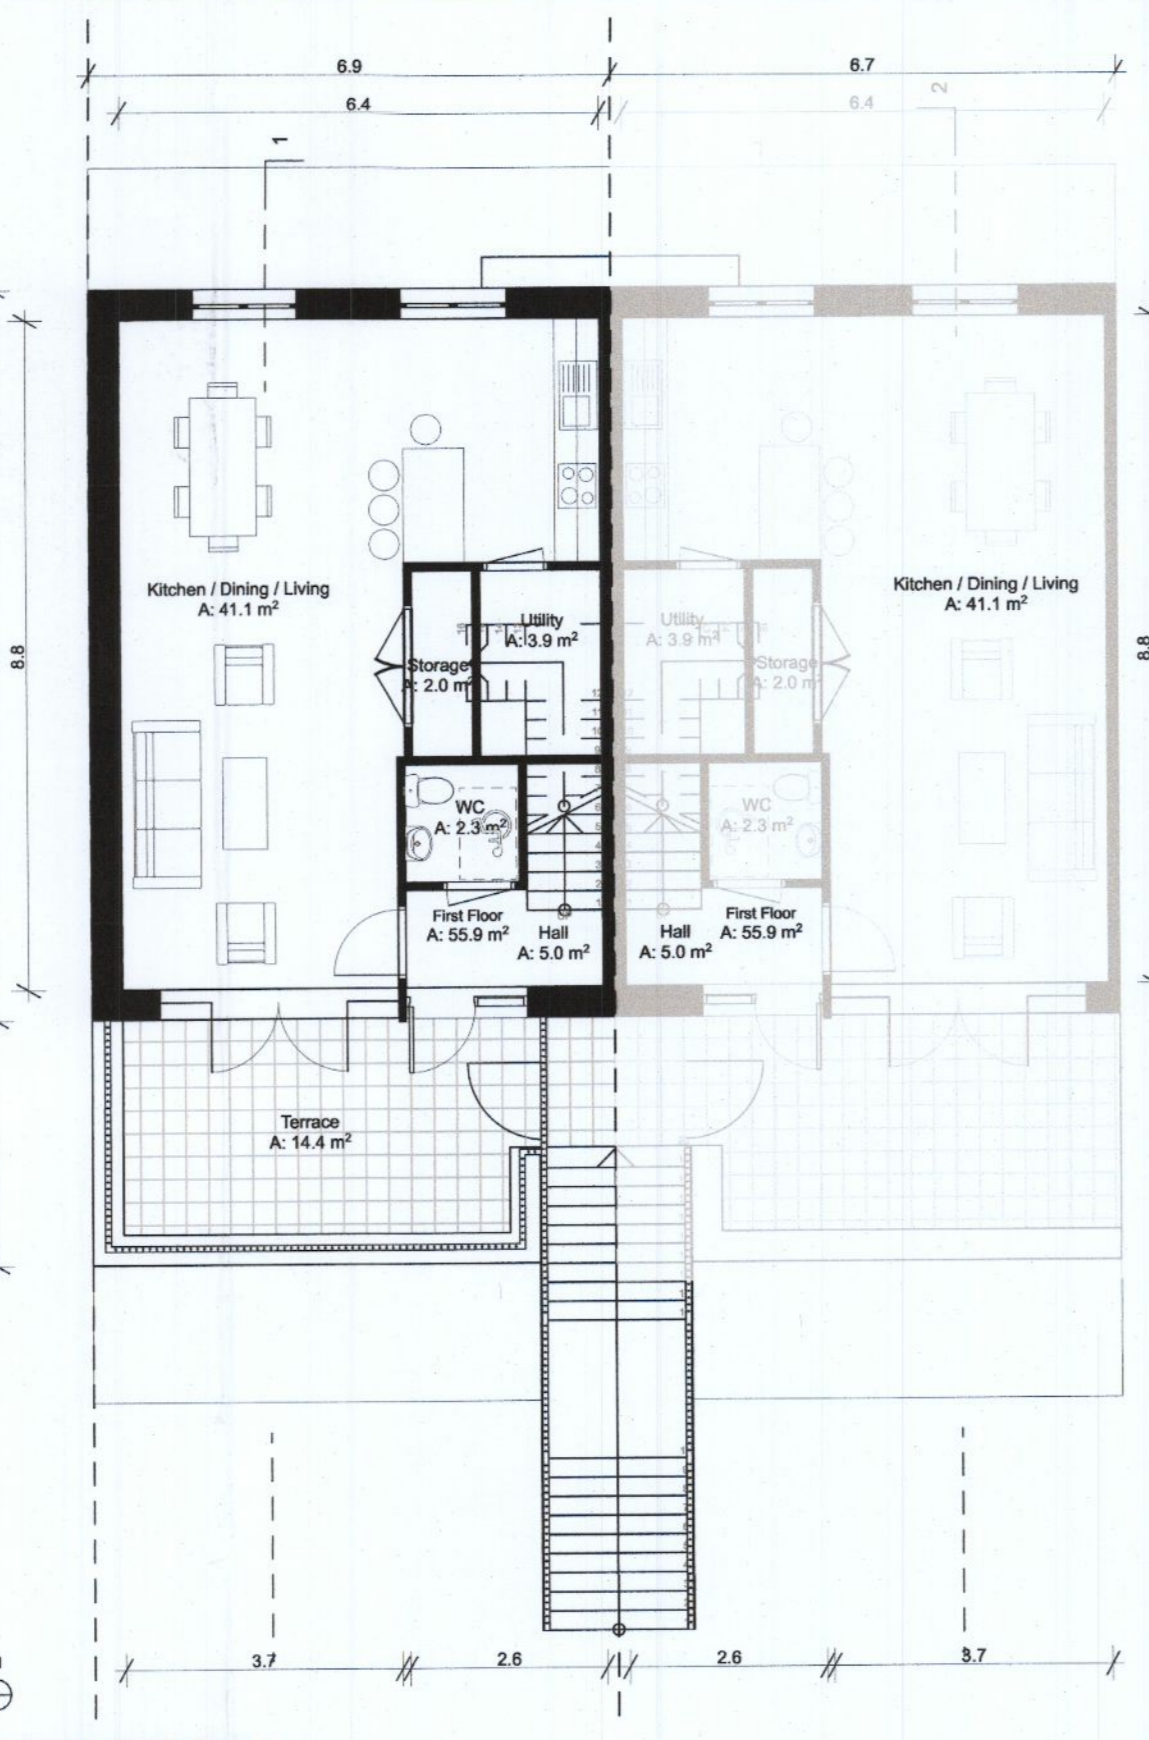 6.9
6.7
6.4
6.4
1
2
8.8
8.8
Kitchen / Dining / Living
A: 41.1 m²
Kitchen / Dining / Living
A: 41.1 m²
Utility
A: 3.9 m²
Utility
A: 3.9 m²
Storage
A: 2.0 m²
Storage
A: 2.0 m²
WC
A: 2.3 m²
WC
A: 2.3 m²
First Floor
A: 55.9 m²
Hall
A: 5.0 m²
Hall
A: 5.0 m²
First Floor
A: 55.9 m²
Terrace
A: 14.4 m²
3.7
2.6
2.6
3.7